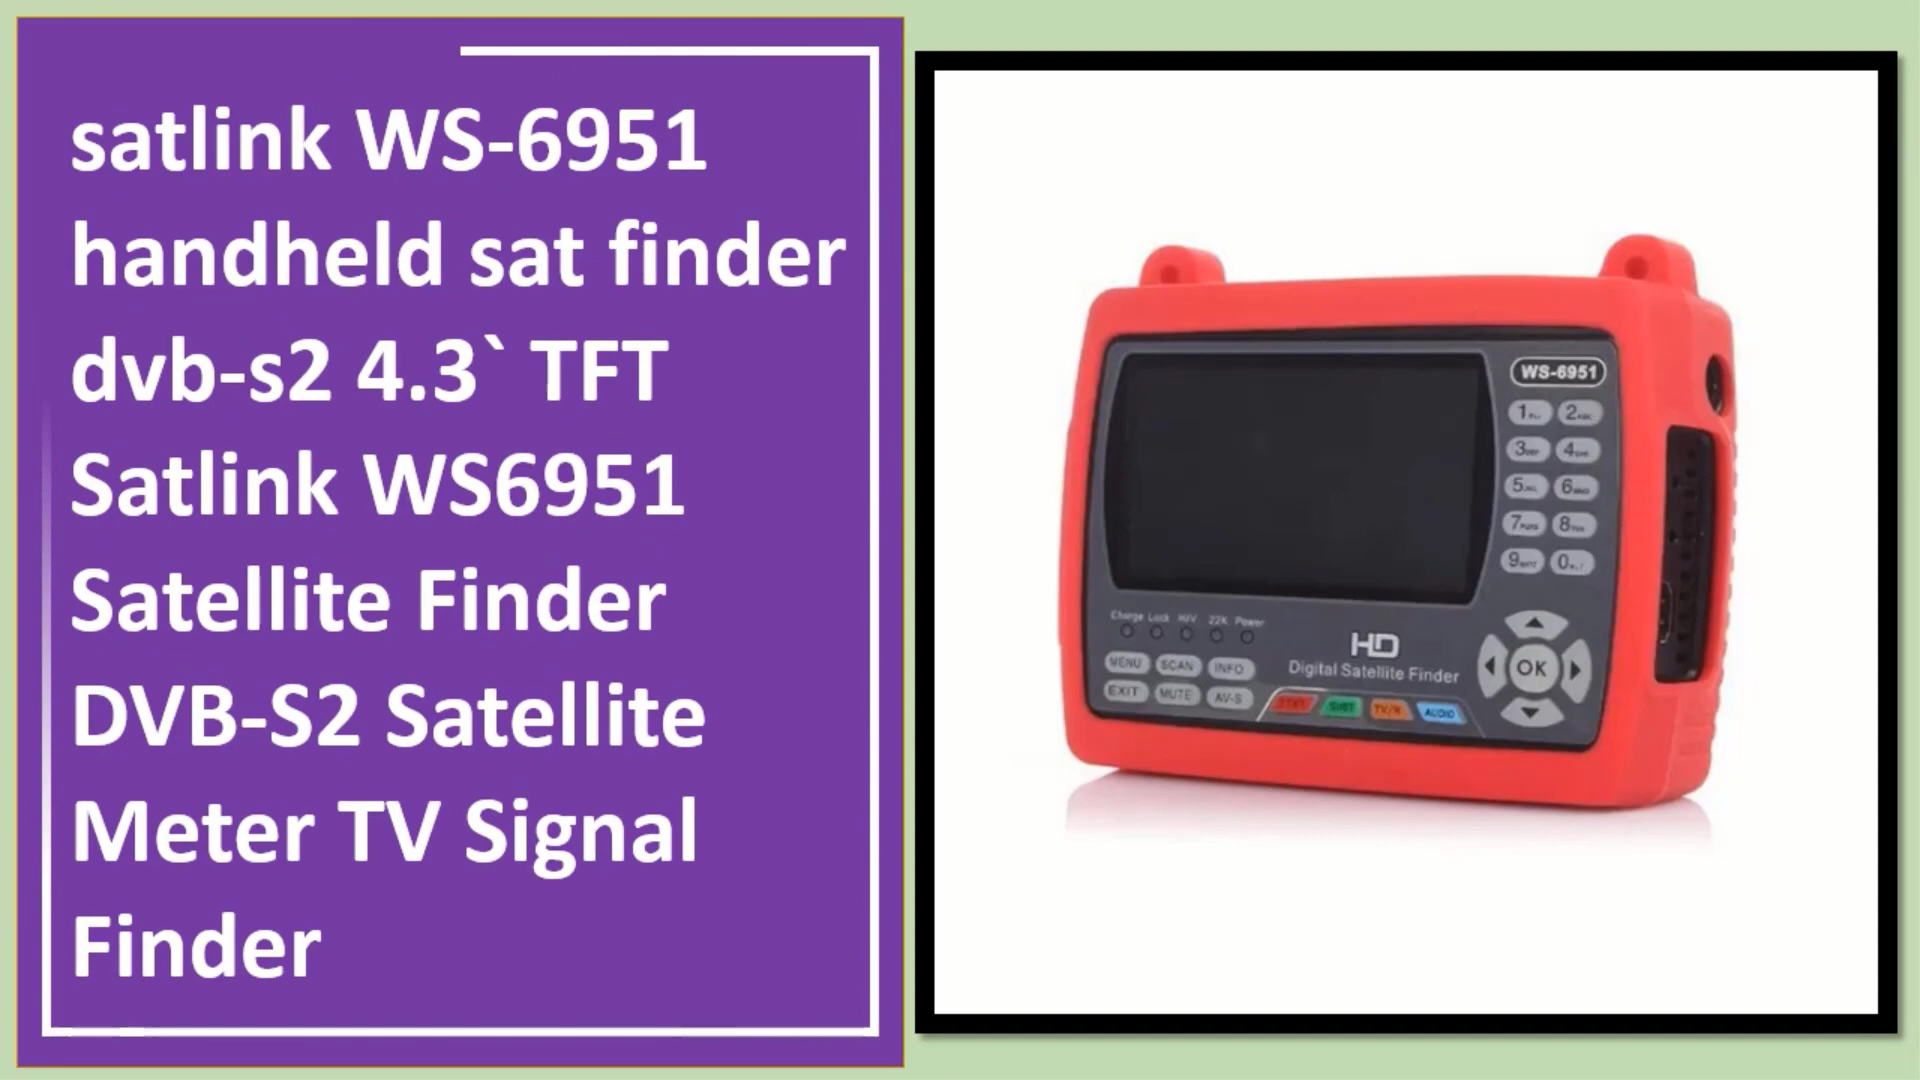 satlink WS-6951
handheld sat finder
dvb-s2 4.3` TFT
Satlink WS6951
Satellite Finder
DVB-S2 Satellite
Meter TV Signal
Finder
WS-6951
1 2
3 4
5 6
7 8
9 0
Charge Lock H/V 22K Power
HD
Digital Satellite Finder
MENU SCAN INFO
EXIT MUTE AV-S
SUBT TV/R AUDIO
OK